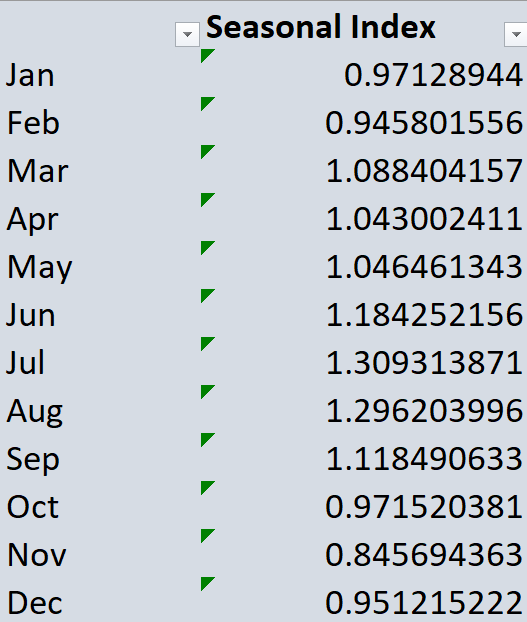 Seasonal Index
Jan 0.97128944
Feb 0.945801556
Mar 1.088404157
Apr 1.043002411
May 1.046461343
Jun 1.184252156
Jul 1.309313871
Aug 1.296203996
Sep 1.118490633
Oct 0.971520381
Nov 0.845694363
Dec 0.951215222